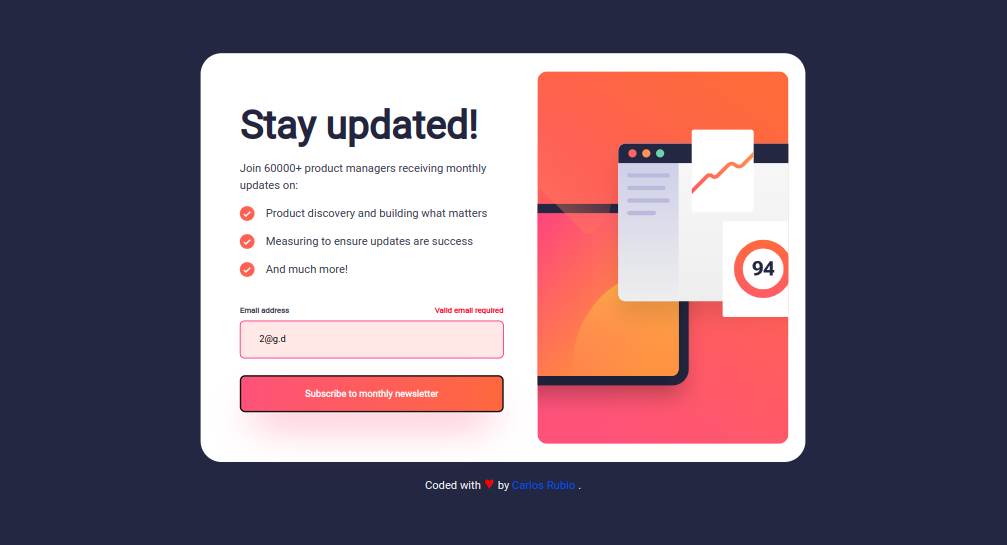 Stay updated!
Join 60000+ product managers receiving monthly
updates on:
Product discovery and building what matters
Measuring to ensure updates are success
And much more!
Email address
Valid email required
2@g.d
Subscribe to monthly newsletter
94
Coded with ♥ by Carlos Rubio .